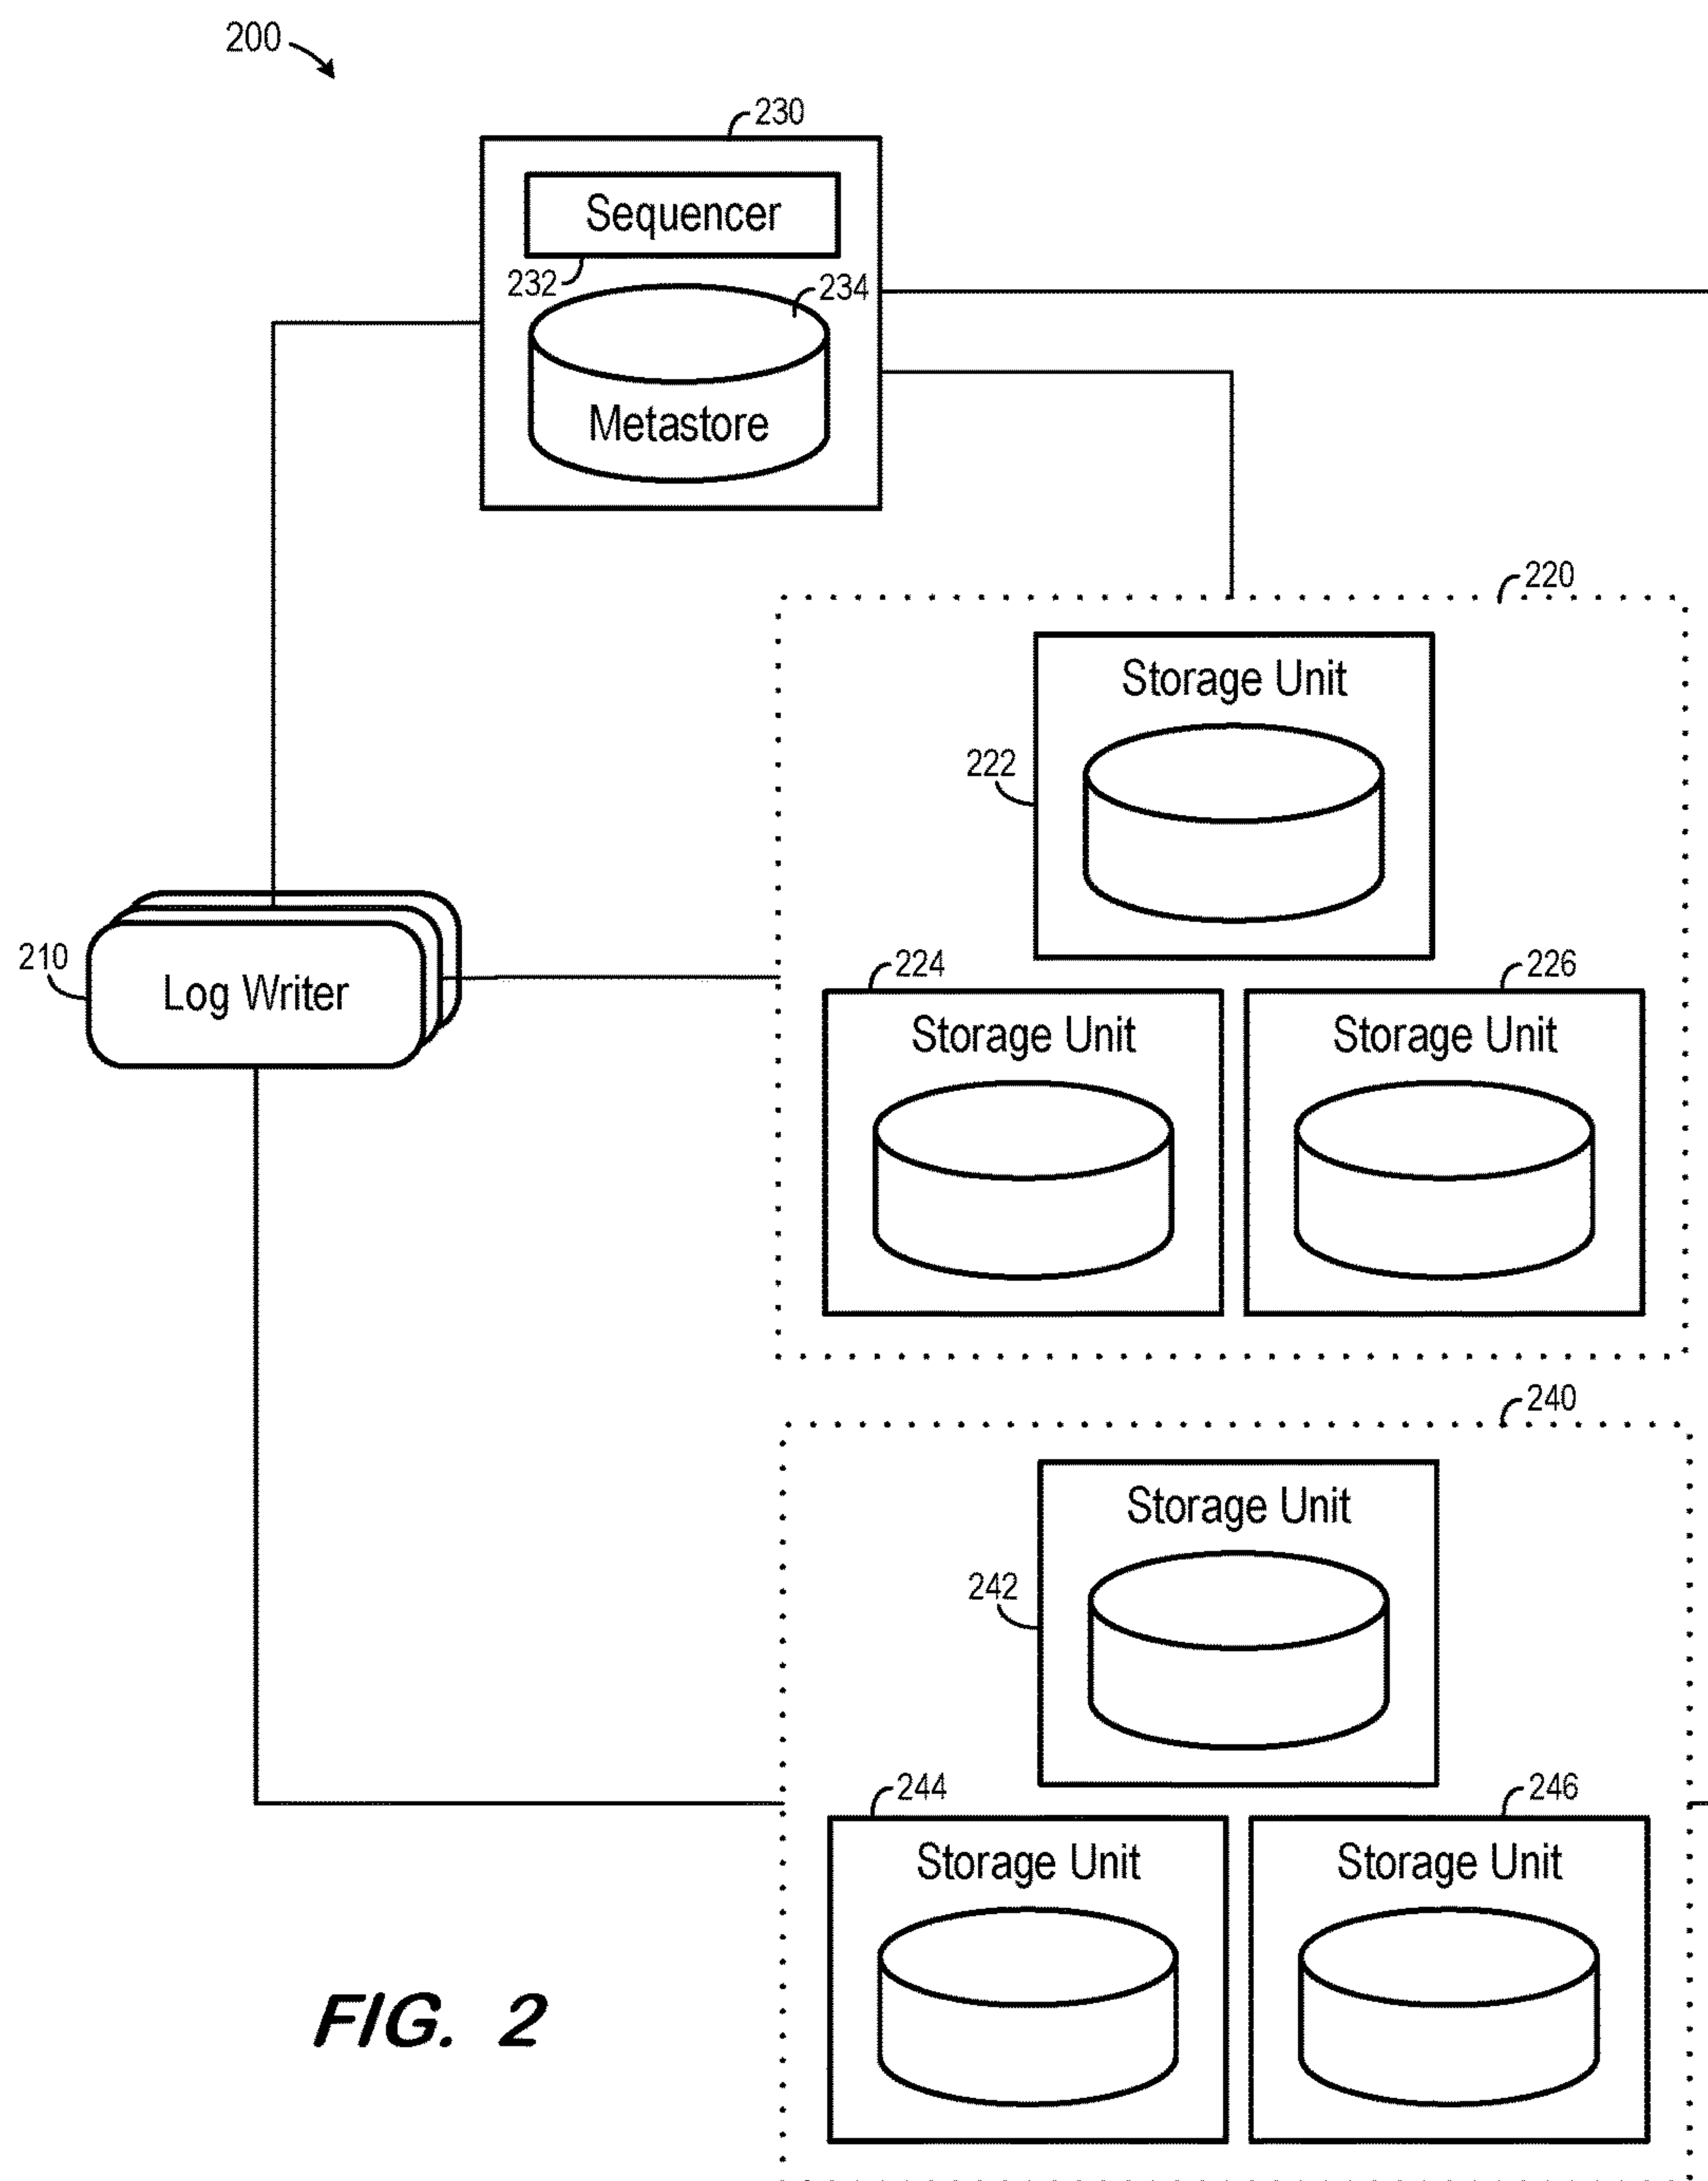 200
230
Sequencer
232
234
Metastore
220
Storage Unit
222
210
Log Writer
224
226
Storage Unit
Storage Unit
240
Storage Unit
242
244
246
Storage Unit
Storage Unit
FIG. 2